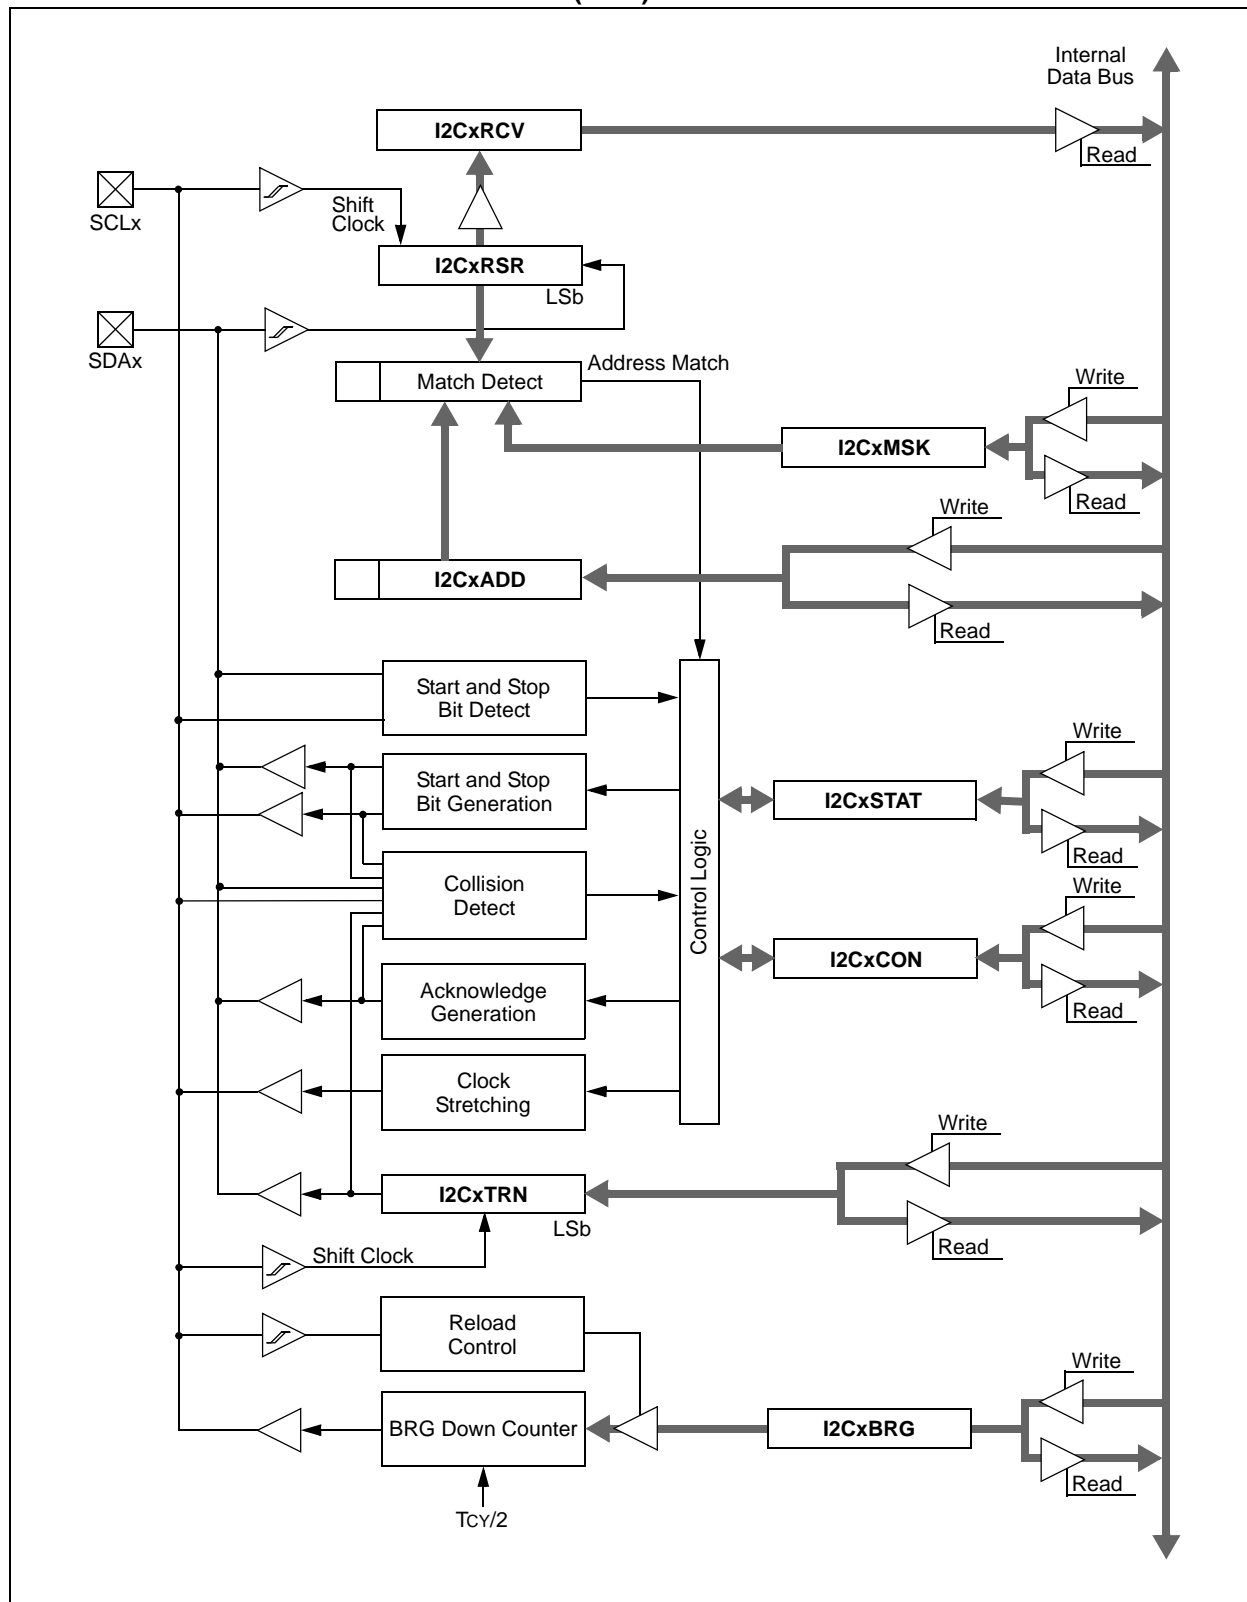 Internal
Data Bus
I2CxRCV
Read
SCLx
Shift
Clock
I2CxRSR
LSb
SDAx
Address Match
Match Detect
Write
I2CxMSK
Read
Write
I2CxADD
Read
Start and Stop
Bit Detect
Write
Start and Stop
Bit Generation
I2CxSTAT
Read
Control Logic
Collision
Detect
Write
I2CxCON
Read
Acknowledge
Generation
Clock
Stretching
Write
I2CxTRN
LSb
Read
Shift Clock
Reload
Control
Write
BRG Down Counter
I2CxBRG
Read
TCY/2